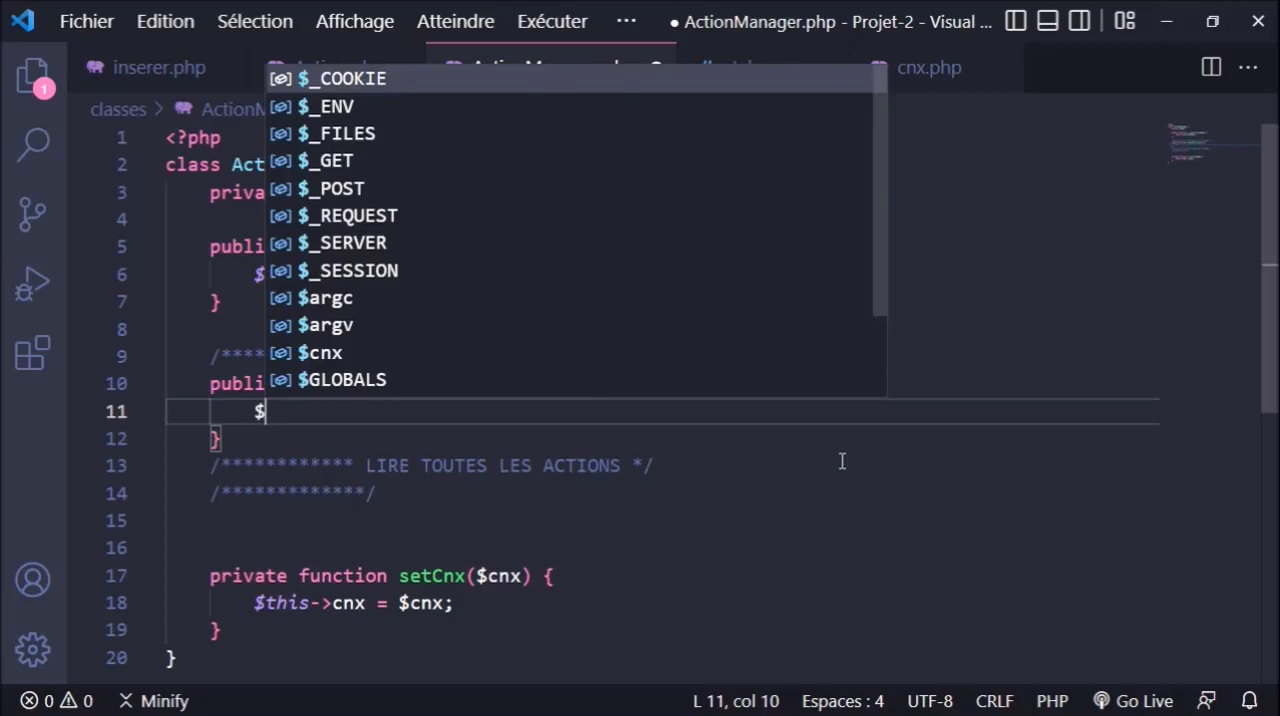 Fichier Edition Sélection Affichage Atteindre Exécuter ··· ● ActionManager.php - Projet-2 - Visual ...
inserer.php cnx.php ···
classes > ActionM
1 <?php
2 class Act
3 priva
4
5 publi
6 $
7 }
8
9 /****
10 publi
11 $
12 }
13 /************ LIRE TOUTES LES ACTIONS */
14 /*************/
15
16
17 private function setCnx($cnx) {
18 $this->cnx = $cnx;
19 }
20 }
$_COOKIE
$_ENV
$_FILES
$_GET
$_POST
$_REQUEST
$_SERVER
$_SESSION
$argc
$argv
$cnx
$GLOBALS
1
0 0 Minify L 11, col 10 Espaces : 4 UTF-8 CRLF PHP Go Live